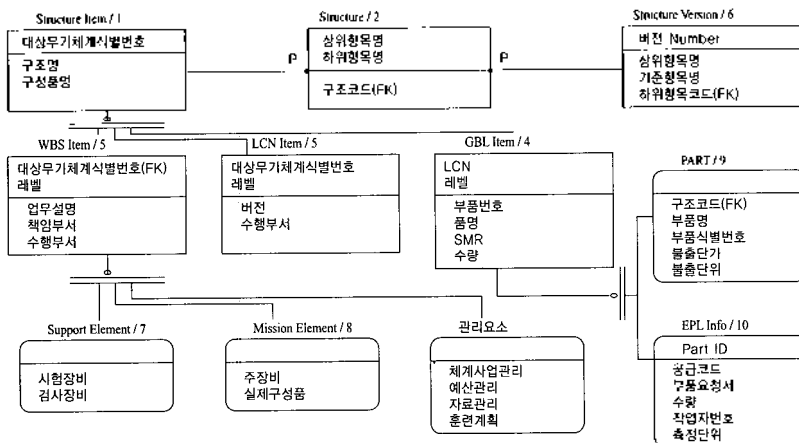 Structure Item / 1
대상무기체계식별번호
구조명
구성품명
Structure / 2
상위항목명
하위항목명
구조코드(FK)
P
P
Structure Version / 6
버전 Number
상위항목명
기준항목명
하위항목코드(FK)
WBS Item / 5
대상무기체계식별번호(FK)
레벨
업무설명
책임부서
수행부서
LCN Item / 5
대상무기체계식별번호
레벨
버전
수행부서
GBL Item / 4
LCN
레벨
부품번호
품명
SMR
수량
PART / 9
구조코드(FK)
부품명
부품식별번호
불출단가
불출단위
Support Element / 7
시험장비
검사장비
Mission Element / 8
주장비
실제구성품
관리요소
체계사업관리
예산관리
자료관리
훈련계획
EPL Info / 10
Part ID
공급코드
부품요청서
수량
작업자번호
측정단위